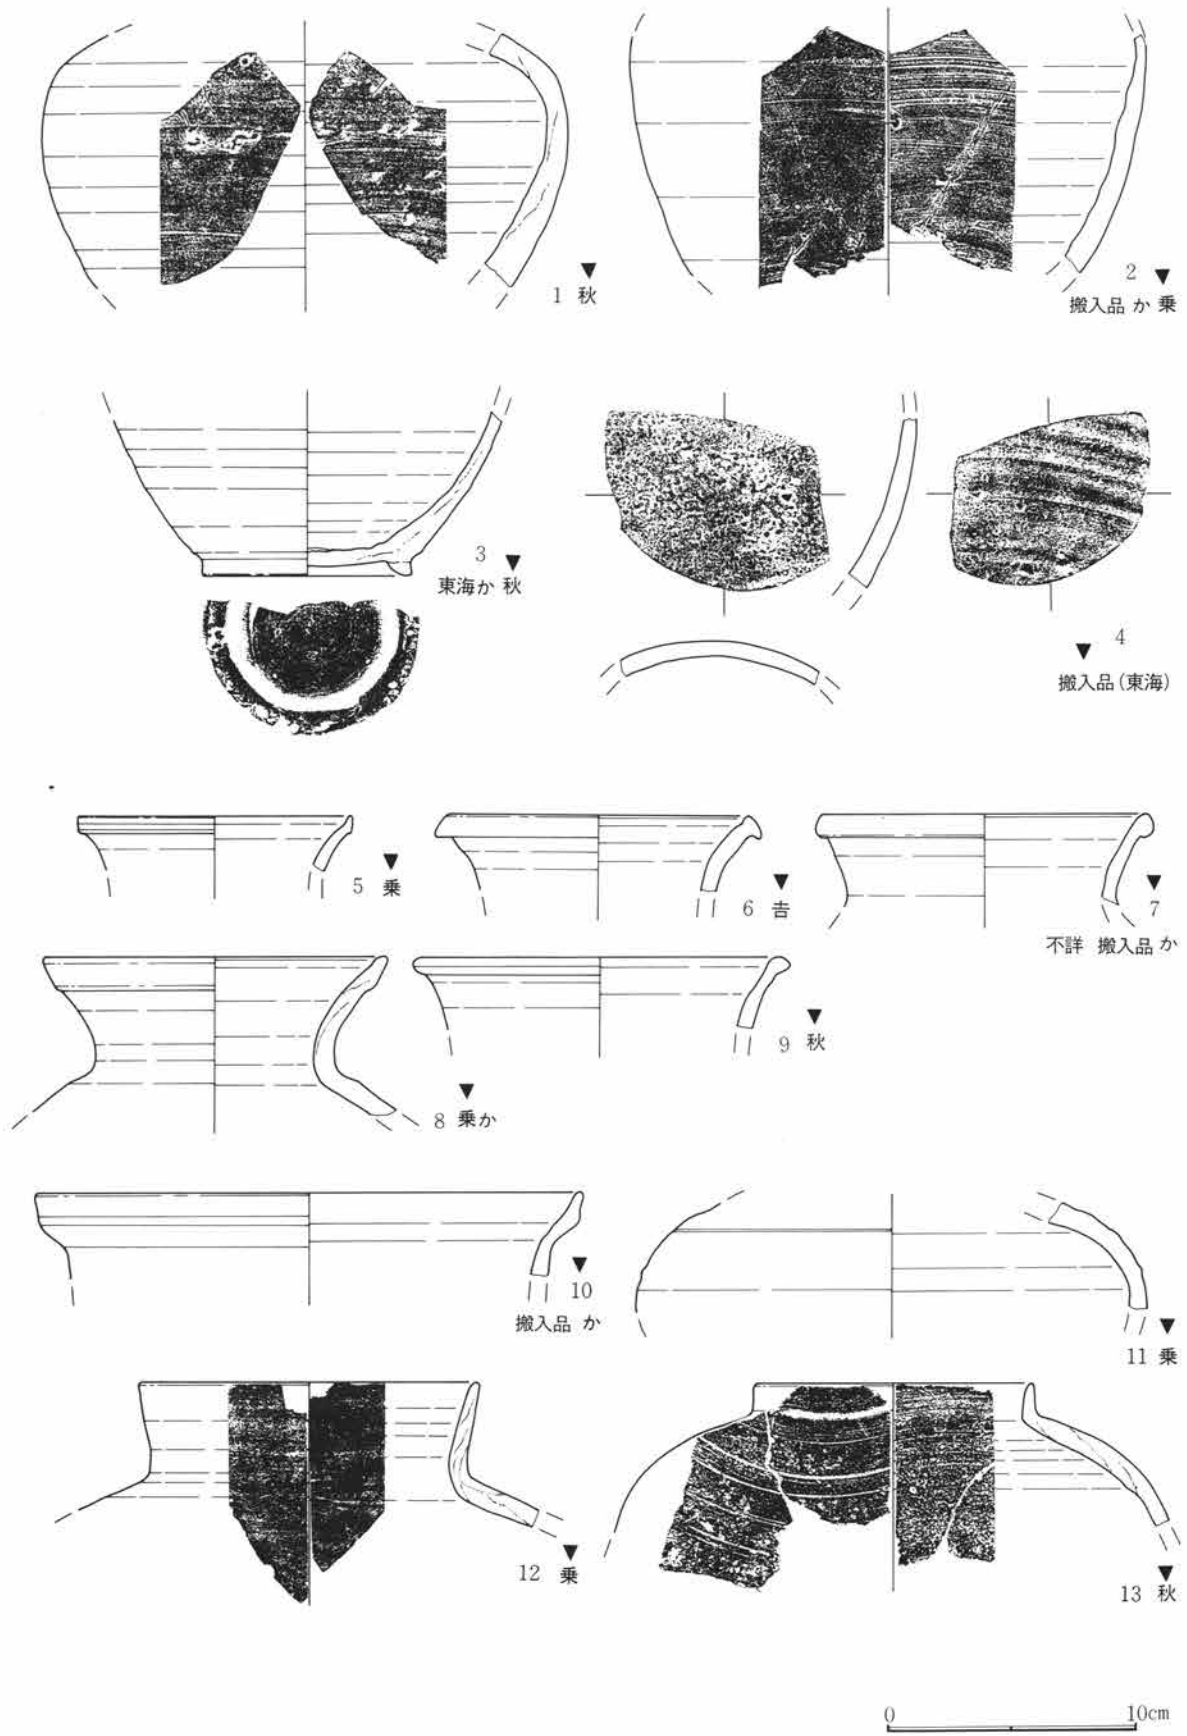 ▼
1 秋
2 ▼
搬入品 か 乗
3 ▼
東海か 秋
▼ 4
搬入品(東海)
▼
5 乗
▼
6 吉
▼
7
不詳 搬入品 か
▼
8 乗か
▼
9 秋
▼
10
搬入品 か
▼
11 乗
▼
12 乗
▼
13 秋
0 10cm